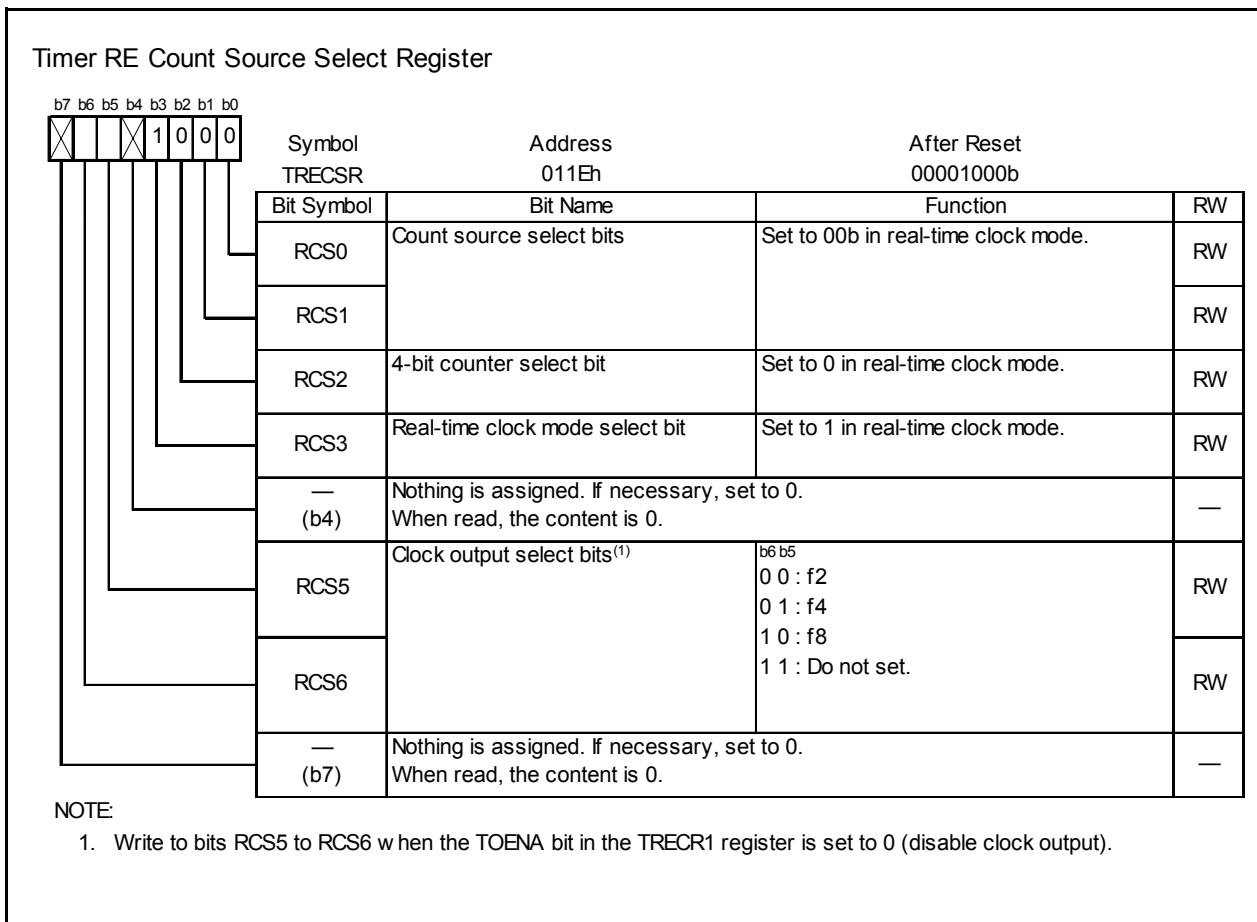 Timer RE Count Source Select Register
b7 b6 b5 b4 b3 b2 b1 b0
1 0 0 0
Symbol Address After Reset
TRECSR 011Eh 00001000b
Bit Symbol Bit Name Function RW
RCS0 Count source select bits Set to 00b in real-time clock mode. RW
RCS1 RW
RCS2 4-bit counter select bit Set to 0 in real-time clock mode. RW
RCS3 Real-time clock mode select bit Set to 1 in real-time clock mode. RW
— Nothing is assigned. If necessary, set to 0. —
(b4) When read, the content is 0.
RCS5 Clock output select bits(1) b6 b5 RW
0 0 : f2
0 1 : f4
1 0 : f8
1 1 : Do not set.
RCS6 RW
— Nothing is assigned. If necessary, set to 0. —
(b7) When read, the content is 0.
NOTE:
1. Write to bits RCS5 to RCS6 when the TOENA bit in the TRECR1 register is set to 0 (disable clock output).